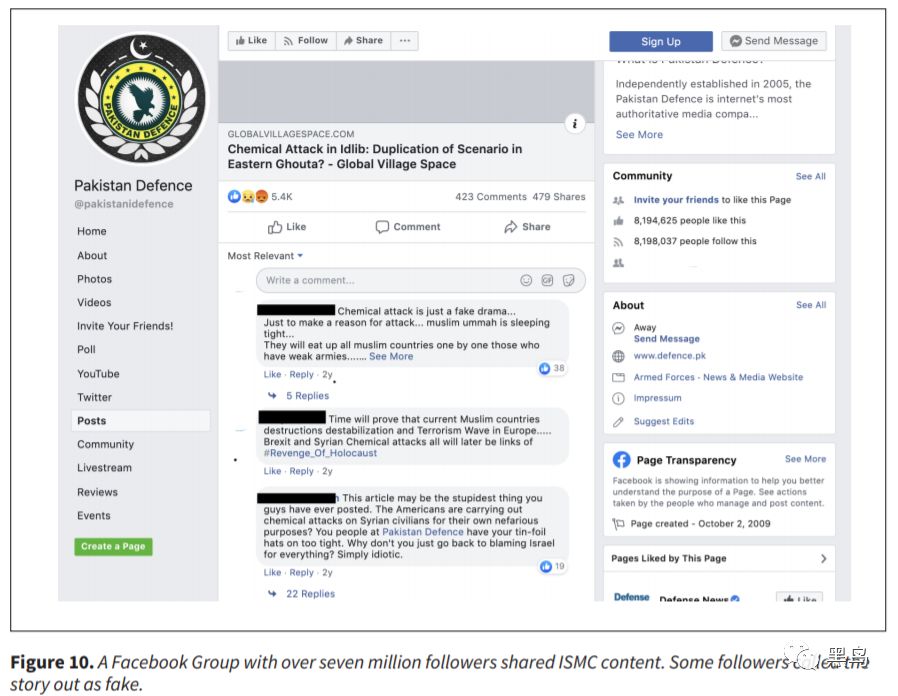 PAKISTAN DEFENCE
Pakistan Defence
@pakistanidefence
Home
About
Photos
Videos
Invite Your Friends!
Poll
YouTube
Twitter
Posts
Community
Livestream
Reviews
Events
Create a Page
Like Follow Share ...
GLOBALVILLAGESPACE.COM
Chemical Attack in Idlib: Duplication of Scenario in
Eastern Ghouta? - Global Village Space
5.4K 423 Comments 479 Shares
Like Comment Share
Most Relevant
Write a comment...
GIF
Chemical attack is just a fake drama...
Just to make a reason for attack... muslim ummah is sleeping
tight...
They will eat up all muslim countries one by one those who
have weak armies....... See More
38
Like · Reply · 2y
5 Replies
Time will prove that current Muslim countries
destructions destabilization and Terrorism Wave in Europe.....
Brexit and Syrian Chemical attacks all will later be links of
#Revenge_Of_Holocaust
Like · Reply · 2y
This article may be the stupidest thing you
guys have ever posted. The Americans are carrying out
chemical attacks on Syrian civilians for their own nefarious
purposes? You people at Pakistan Defence have your tin-foil
hats on too tight. Why don't you just go back to blaming Israel
for everything? Simply idiotic.
19
Like · Reply · 2y
22 Replies
Sign Up Send Message
What is Pakistan Defence?
Independently established in 2005, the
Pakistan Defence is internet's most
authoritative media compa...
See More
Community See All
Invite your friends to like this Page
8,194,625 people like this
8,198,037 people follow this
About See All
Away
Send Message
www.defence.pk
Armed Forces · News & Media Website
Impressum
Suggest Edits
Page Transparency See More
Facebook is showing information to help you better
understand the purpose of a Page. See actions
taken by the people who manage and post content.
Page created - October 2, 2009
Pages Liked by This Page
Defense Defense News Like
Figure 10. A Facebook Group with over seven million followers shared ISMC content. Some followers the
story out as fake.
黑鸟